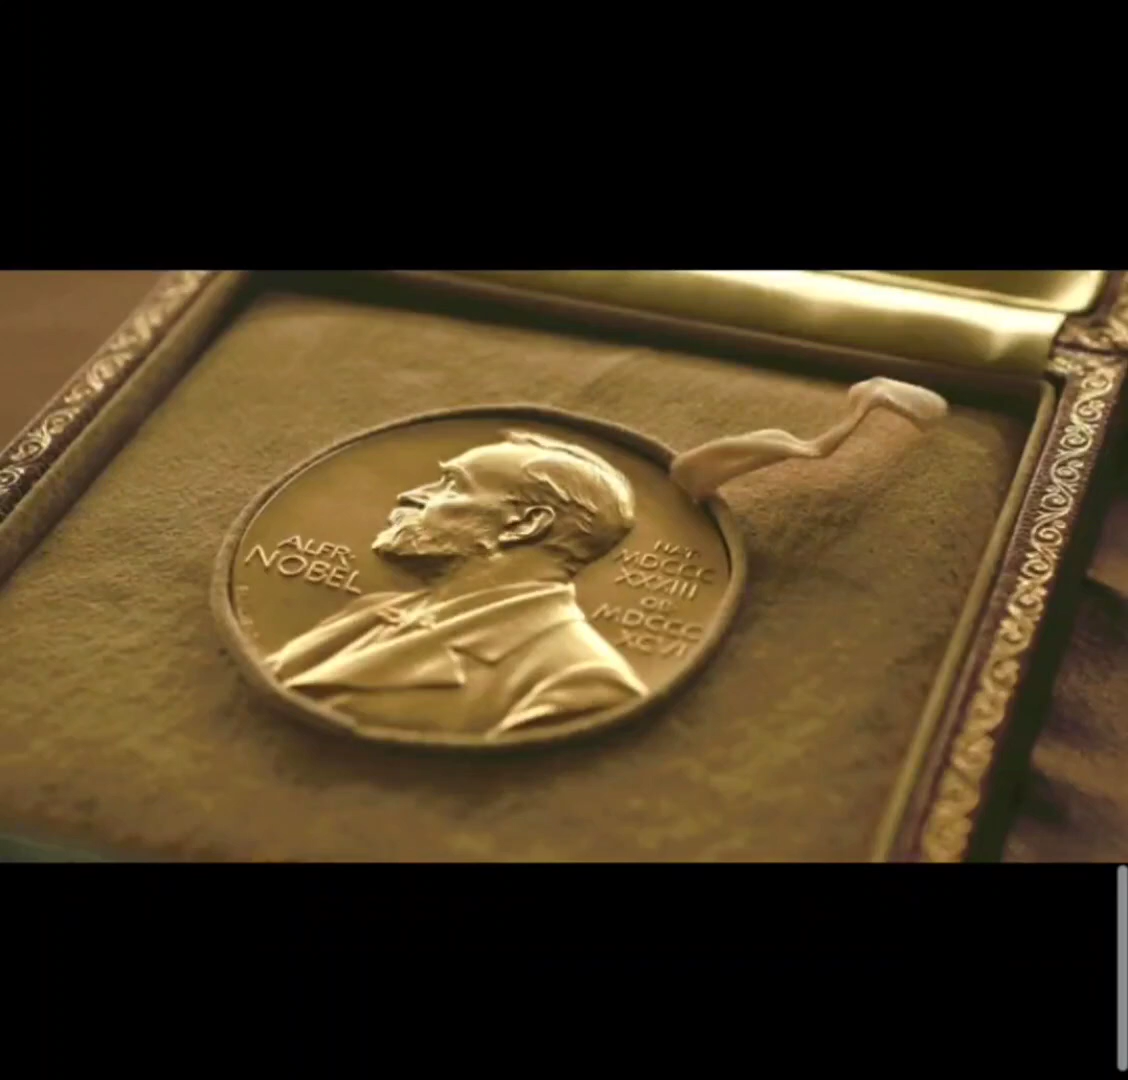 ALFR·
NOBEL
NAT·
MDCCC
XXXIII
OB·
MDCCC
XCVI